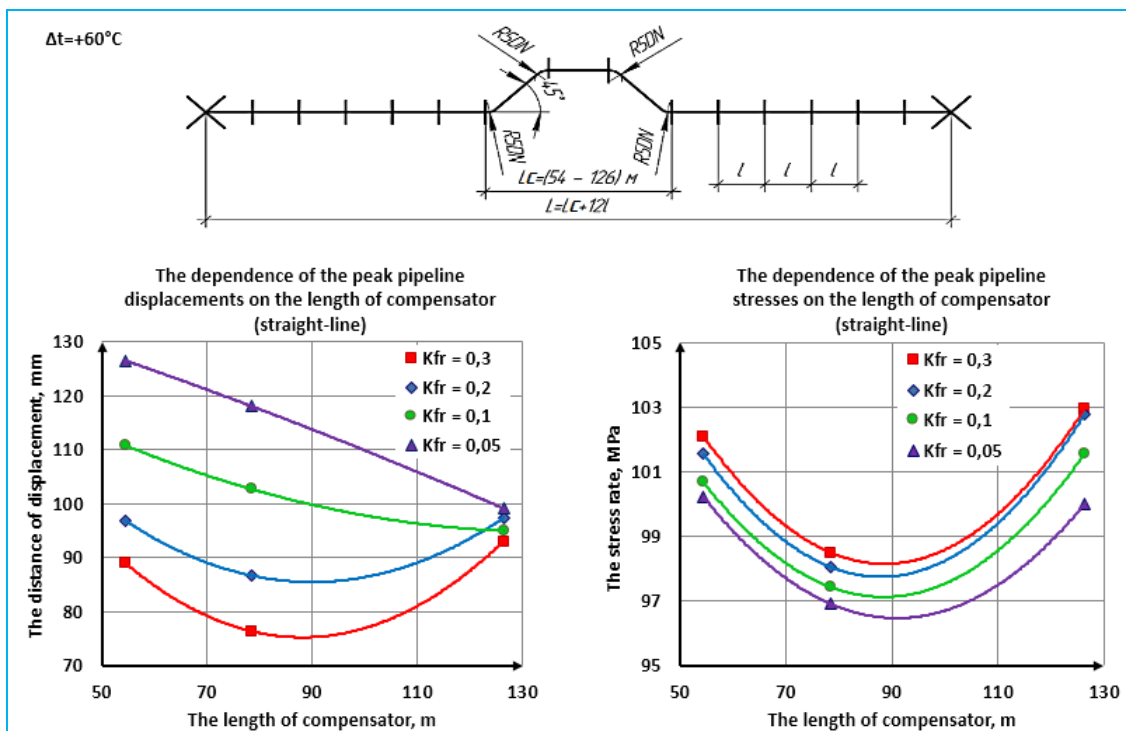 Δt=+60°C
R5DN
R5DN
45°
R5DN
R5DN
LC=(54 – 126) м
l
l
l
L=LC+12l
The dependence of the peak pipeline
displacements on the length of compensator
(straight-line)
130
120
110
100
90
80
70
50
70
90
110
130
The distance of displacement, mm
The length of compensator, m
Kfr = 0,3
Kfr = 0,2
Kfr = 0,1
Kfr = 0,05
The dependence of the peak pipeline
stresses on the length of compensator
(straight-line)
105
103
101
99
97
95
50
70
90
110
130
The stress rate, MPa
The length of compensator, m
Kfr = 0,3
Kfr = 0,2
Kfr = 0,1
Kfr = 0,05